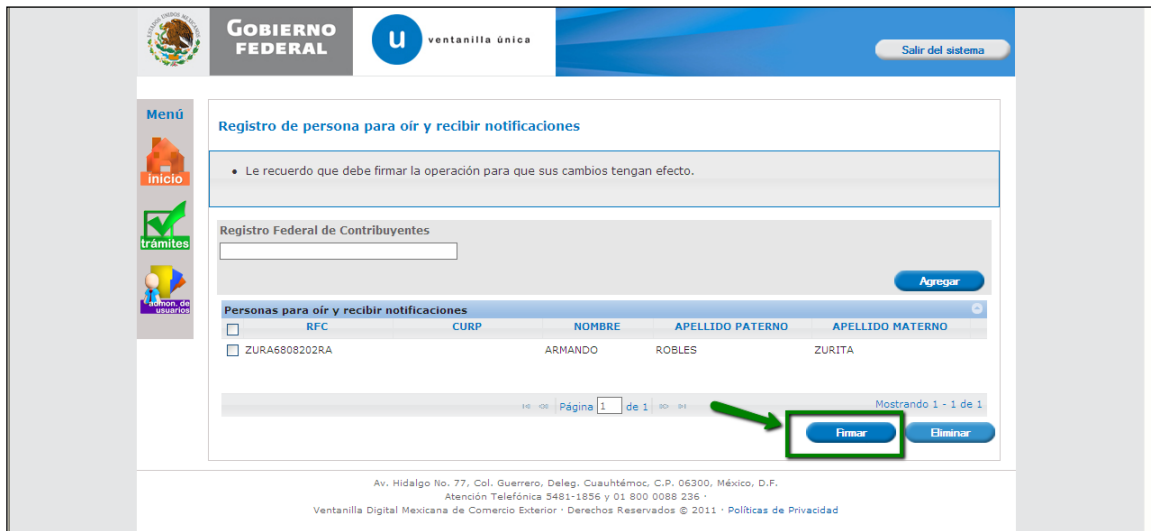 GOBIERNO
FEDERAL
u
ventanilla única
Salir del sistema
Menú
inicio
trámites
admon. de
usuarios
Registro de persona para oír y recibir notificaciones
• Le recuerdo que debe firmar la operación para que sus cambios tengan efecto.
Registro Federal de Contribuyentes
Agregar
Personas para oír y recibir notificaciones
RFC CURP NOMBRE APELLIDO PATERNO APELLIDO MATERNO
ZURA6808202RA ARMANDO ROBLES ZURITA
Página 1 de 1
Mostrando 1 - 1 de 1
Firmar Eliminar
Av. Hidalgo No. 77, Col. Guerrero, Deleg. Cuauhtémoc, C.P. 06300, México, D.F.
Atención Telefónica 5481-1856 y 01 800 0088 236 ·
Ventanilla Digital Mexicana de Comercio Exterior · Derechos Reservados © 2011 · Políticas de Privacidad